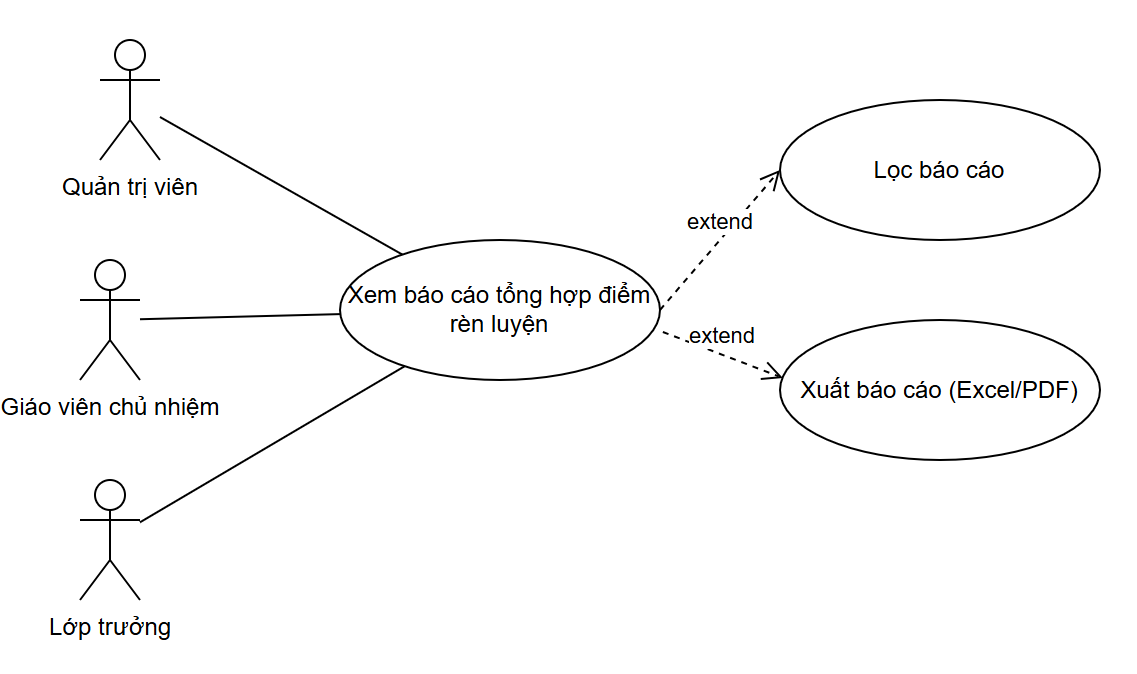 Quản trị viên
Giáo viên chủ nhiệm
Lớp trưởng
Xem báo cáo tổng hợp điểm
rèn luyện
extend
extend
Lọc báo cáo
Xuất báo cáo (Excel/PDF)